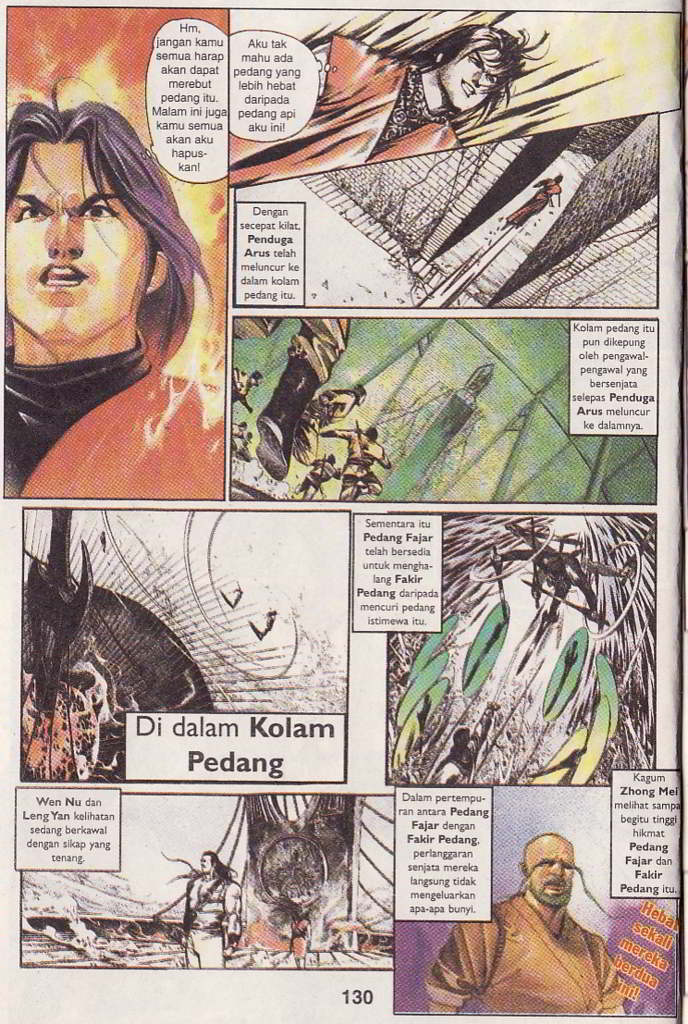 Hm,
jangan kamu
semua harap
akan dapat
merebut
pedang itu.
Malam ini juga
kamu semua
akan aku
hapus-
kan!
Aku tak
mahu ada
pedang yang
lebih hebat
daripada
pedang api
aku ini!
Dengan
secepat kilat,
Penduga
Arus telah
meluncur ke
dalam kolam
pedang itu.
Kolam pedang itu
pun dikepung
oleh pengawal-
pengawal yang
bersenjata
selepas Penduga
Arus meluncur
ke dalamnya.
Di dalam Kolam
Pedang
Sementara itu
Pedang Fajar
telah bersedia
untuk mengha-
lang Fakir
Pedang daripada
mencuri pedang
istimewa itu.
Wen Nu dan
Leng Yan kelihatan
sedang berkawal
dengan sikap yang
tenang.
Dalam pertempu-
ran antara Pedang
Fajar dengan
Fakir Pedang,
perlanggaran
senjata mereka
langsung tidak
mengeluarkan
apa-apa bunyi.
Kagum
Zhong Mei
melihat sampai
begitu tinggi
hikmat
Pedang
Fajar dan
Fakir
Pedang itu.
Hebat
sekali
mereka
berdua
ini!
130